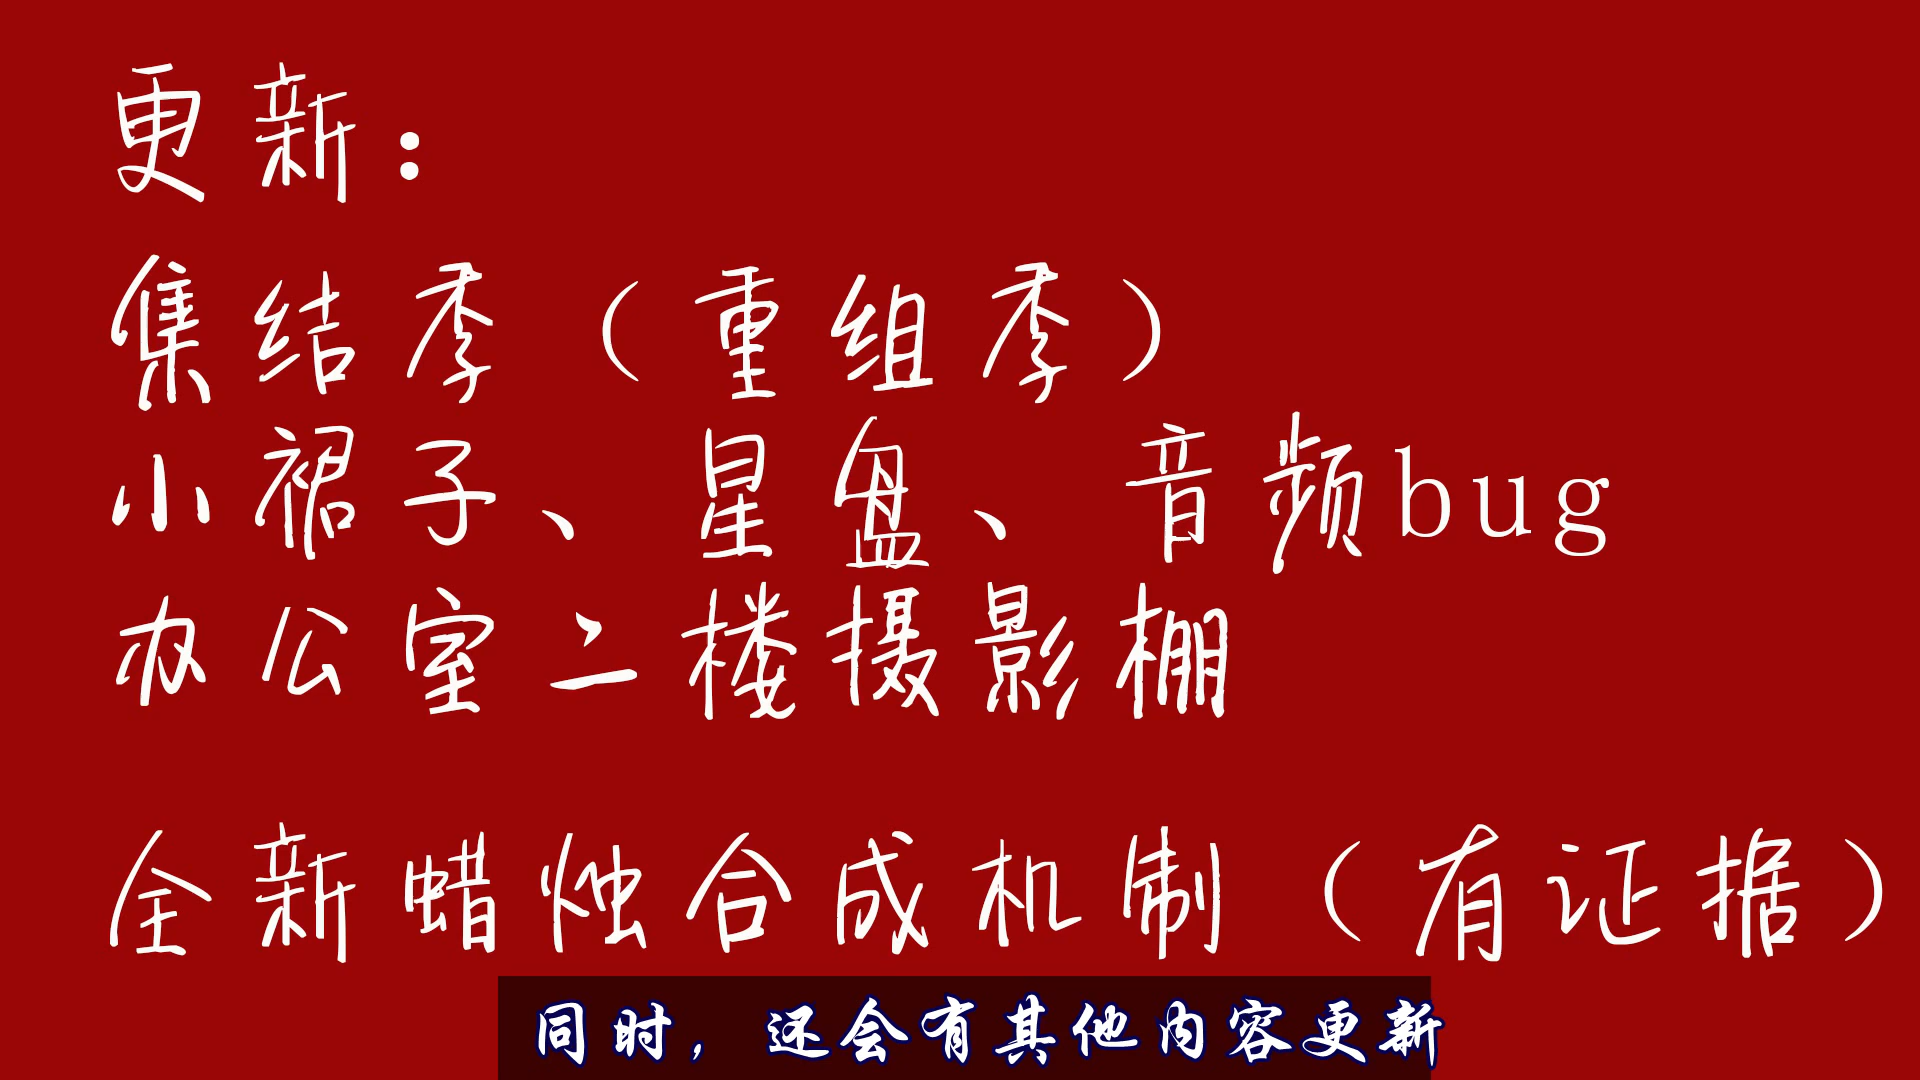 更新：
集结季（重组季）
小裙子、星盘、音频bug
办公室二楼摄影棚
全新蜡烛合成机制（有证据）
同时，还会有其他内容更新